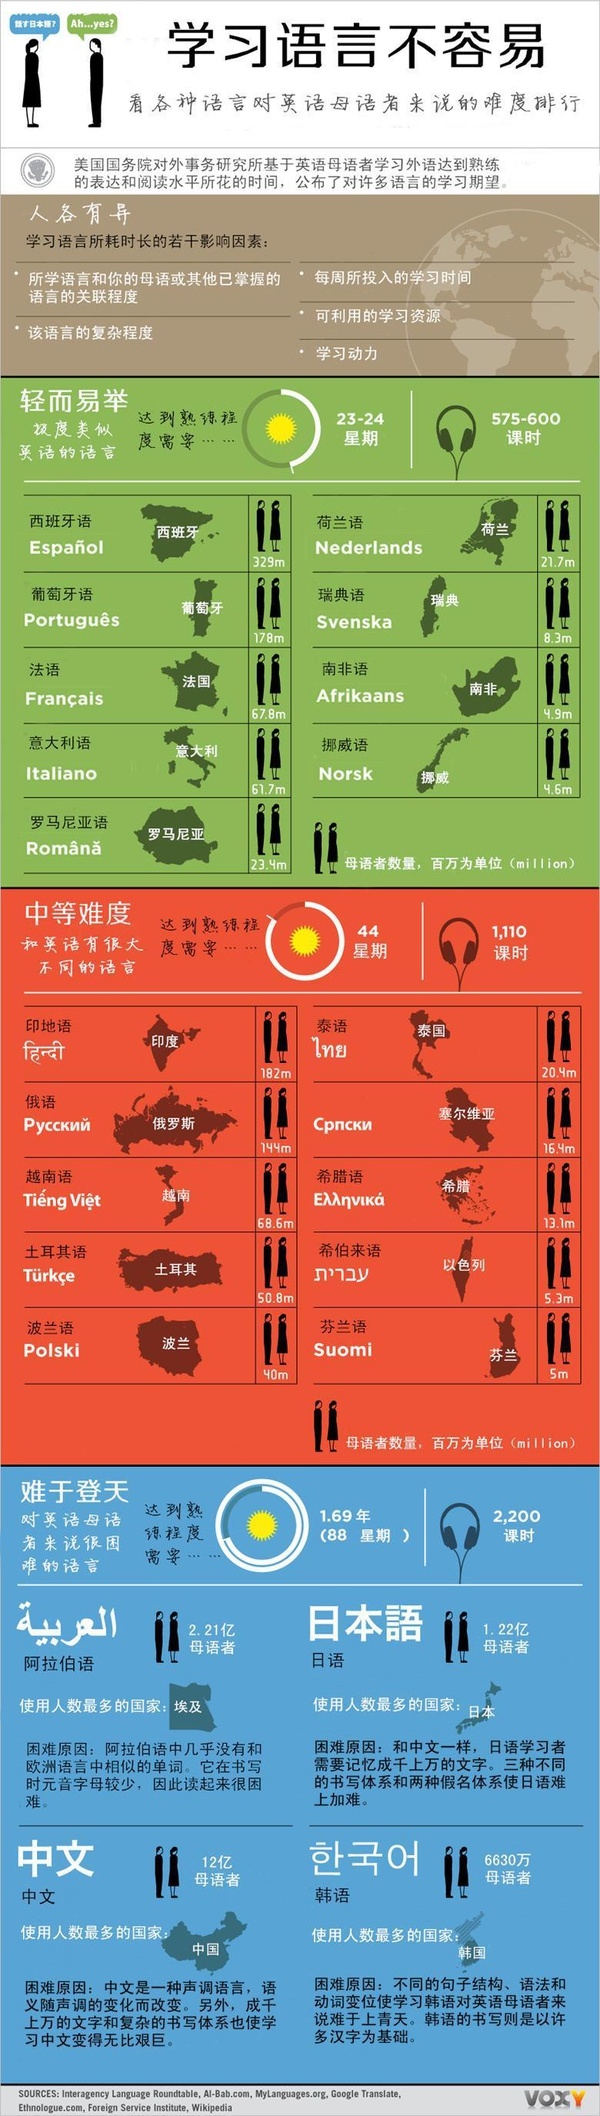 話す日本語?
Ah...yes?
学习语言不容易
看各种语言对英语母语者来说的难度排行
美国国务院对外事务研究所基于英语母语者学习外语达到熟练
的表达和阅读水平所花的时间，公布了对许多语言的学习期望。
人各有异
学习语言所耗时长的若干影响因素：
• 所学语言和你的母语或其他已掌握的
语言的关联程度
• 该语言的复杂程度
• 每周所投入的学习时间
• 可利用的学习资源
• 学习动力
轻而易举
极度类似
英语的语言
达到熟练程
度需要……
23-24
星期
575-600
课时
西班牙语
Español
西班牙
329m
荷兰语
Nederlands
荷兰
21.7m
葡萄牙语
Português
葡萄牙
178m
瑞典语
Svenska
瑞典
8.3m
法语
Français
法国
67.8m
南非语
Afrikaans
南非
4.9m
意大利语
Italiano
意大利
61.7m
挪威语
Norsk
挪威
4.6m
罗马尼亚语
Română
罗马尼亚
23.4m
母语者数量，百万为单位（million）
中等难度
和英语有很大
不同的语言
达到熟练程
度需要……
44
星期
1,110
课时
印地语
हिन्दी
印度
182m
泰语
ไทย
泰国
20.4m
俄语
Русский
俄罗斯
144m
Српски
塞尔维亚
16.4m
越南语
Tiếng Việt
越南
68.6m
希腊语
Ελληνικά
希腊
13.1m
土耳其语
Türkçe
土耳其
50.8m
希伯来语
עברית
以色列
5.3m
波兰语
Polski
波兰
40m
芬兰语
Suomi
芬兰
5m
母语者数量，百万为单位（million）
难于登天
对英语母语
者来说很困
难的语言
达到熟
练程度
需要……
1.69 年
(88 星期 )
2,200
课时
العربية
阿拉伯语
2.21亿
母语者
使用人数最多的国家：埃及
困难原因：阿拉伯语中几乎没有和
欧洲语言中相似的单词。它在书写
时元音字母较少，因此读起来很困
难。
日本語
日语
1.22亿
母语者
使用人数最多的国家：日本
困难原因：和中文一样，日语学习者
需要记忆成千上万的文字。三种不同
的书写体系和两种假名体系使日语难
上加难。
中文
中文
12亿
母语者
使用人数最多的国家：中国
困难原因：中文是一种声调语言，语
义随声调的变化而改变。另外，成千
上万的文字和复杂的书写体系也使学
习中文变得无比艰巨。
한국어
韩语
6630万
母语者
使用人数最多的国家：韩国
困难原因：不同的句子结构、语法和
动词变位使学习韩语对英语母语者来
说难于上青天。韩语的书写则是以许
多汉字为基础。
SOURCES: Interagency Language Roundtable, Al-Bab.com, MyLanguages.org, Google Translate,
Ethnologue.com, Foreign Service Institute, Wikipedia
VOXY